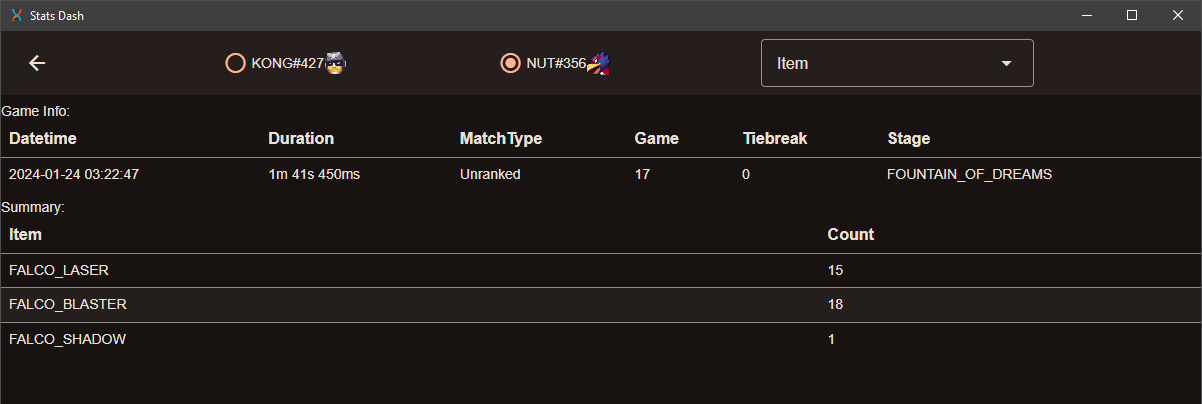 Stats Dash
KONG#427 NUT#356 Item
Game Info:
Datetime Duration MatchType Game Tiebreak Stage
2024-01-24 03:22:47 1m 41s 450ms Unranked 17 0 FOUNTAIN_OF_DREAMS
Summary:
Item Count
FALCO_LASER 15
FALCO_BLASTER 18
FALCO_SHADOW 1